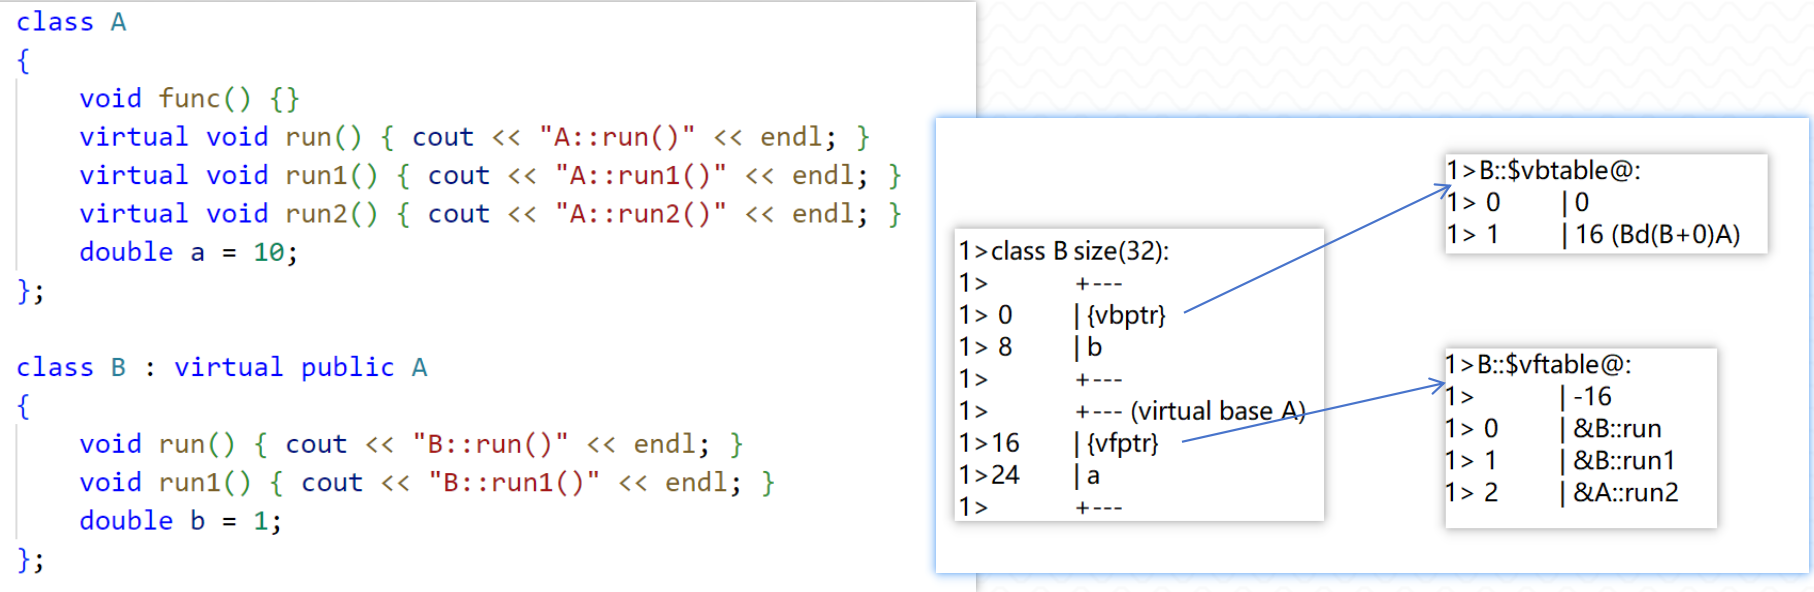 class A
{
    void func() {}
    virtual void run() { cout << "A::run()" << endl; }
    virtual void run1() { cout << "A::run1()" << endl; }
    virtual void run2() { cout << "A::run2()" << endl; }
    double a = 10;
};
class B : virtual public A
{
    void run() { cout << "B::run()" << endl; }
    void run1() { cout << "B::run1()" << endl; }
    double b = 1;
};
1>class B size(32):
1> +---
1> 0 | {vbptr}
1> 8 | b
1> +---
1> +--- (virtual base A)
1>16 | {vfptr}
1>24 | a
1> +---
1>B::$vbtable@:
1> 0 | 0
1> 1 | 16 (Bd(B+0)A)
1>B::$vftable@:
1> | -16
1> 0 | &B::run
1> 1 | &B::run1
1> 2 | &A::run2